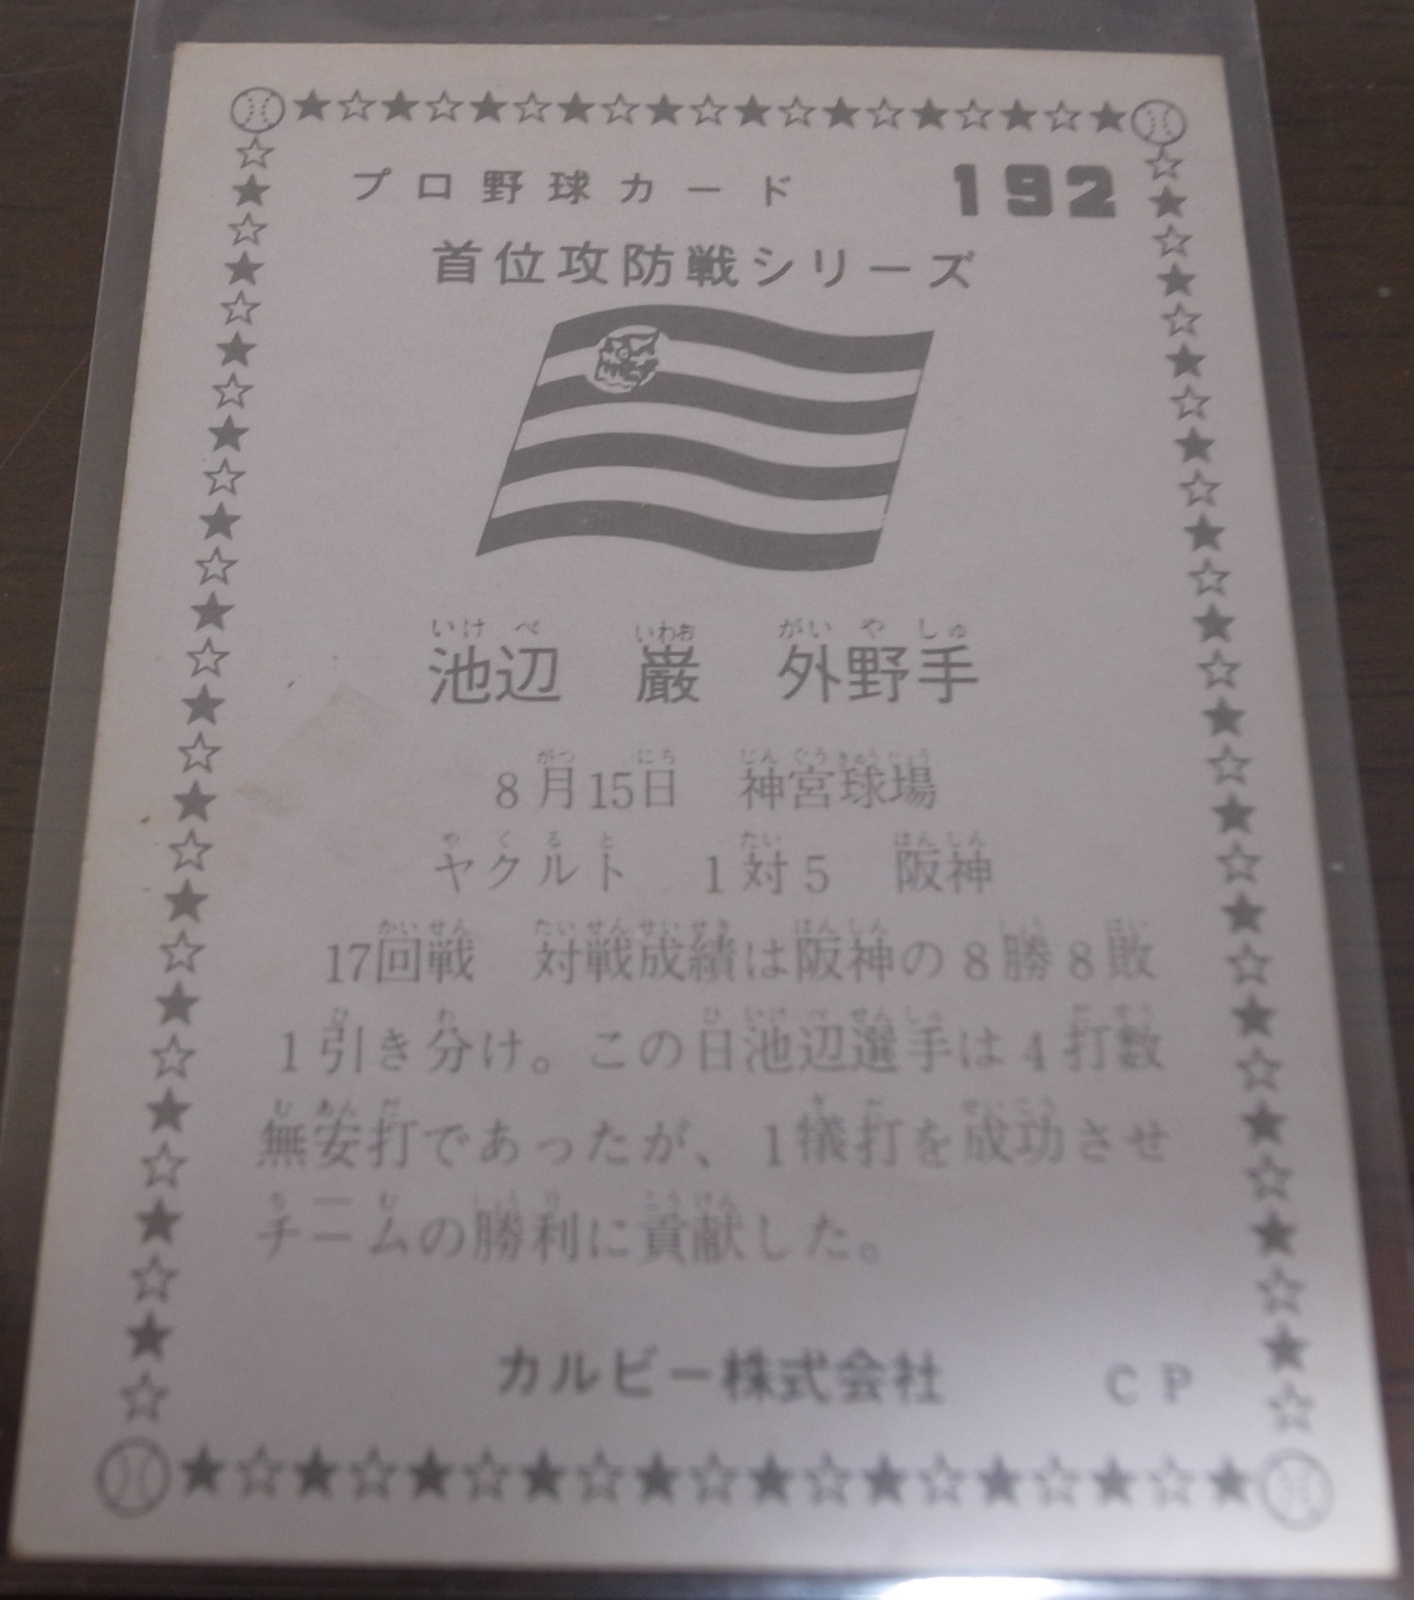 プロ野球カード 192
首位攻防戦シリーズ
いけべ いわお がいやしゅ
池辺 巌 外野手
がつ にち じんぐうきゅうじょう
8月15日 神宮球場
やくると たい はんしん
ヤクルト 1対5 阪神
かいせん たいせんせいせき はんしん しょう はい
17回戦 対戦成績は阪神の8勝8敗
ひ わ ひ いけべせんしゅ だすう
1引き分け。この日池辺選手は4打数
むあんだ ぎだ せいこう
無安打であったが、1犠打を成功させ
ちーむ しょうり こうけん
チームの勝利に貢献した。
カルビー株式会社 CP